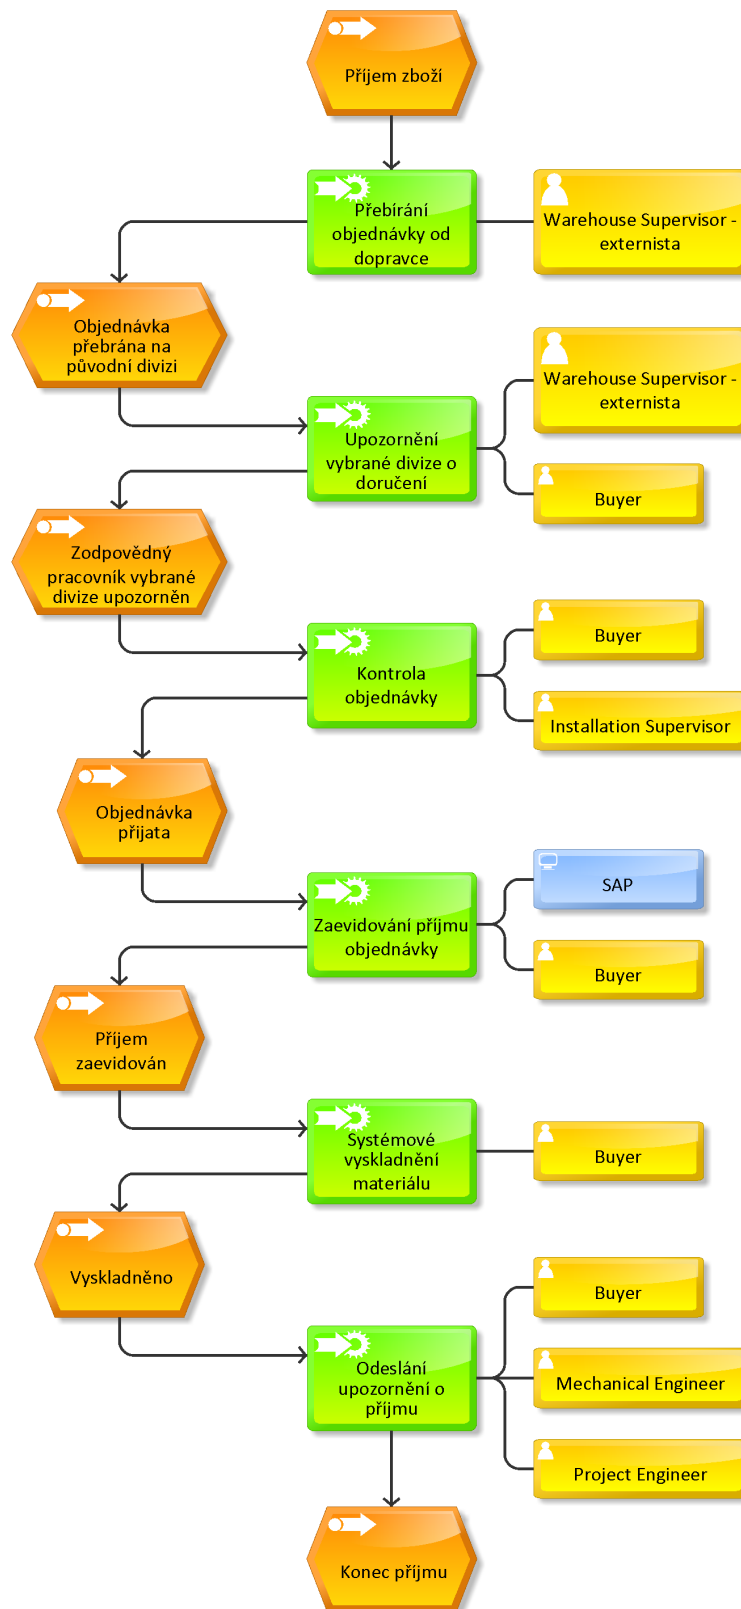 Příjem zboží
Přebírání
objednávky od
dopravce
Warehouse Supervisor -
externista
Objednávka
přebrána na
původní divizi
Warehouse Supervisor -
externista
Upozornění
vybrané divize o
doručení
Buyer
Zodpovědný
pracovník vybrané
divize upozorněn
Buyer
Kontrola
objednávky
Installation Supervisor
Objednávka
přijata
SAP
Zaevidování příjmu
objednávky
Buyer
Příjem
zaevidován
Systémové
vyskladnění
materiálu
Buyer
Vyskladněno
Buyer
Odeslání
upozornění o
příjmu
Mechanical Engineer
Project Engineer
Konec příjmu